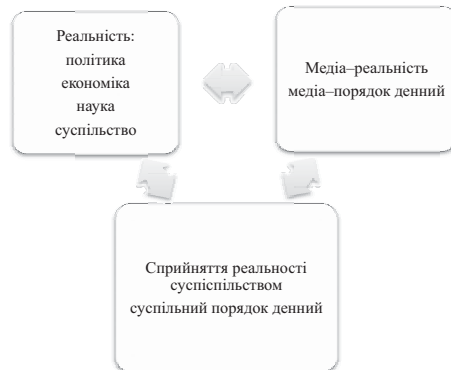 Реальність:
політика
економіка
наука
суспільство
Медіа–реальність
медіа–порядок денний
Сприйняття реальності
суспіспільством
суспільний порядок денний